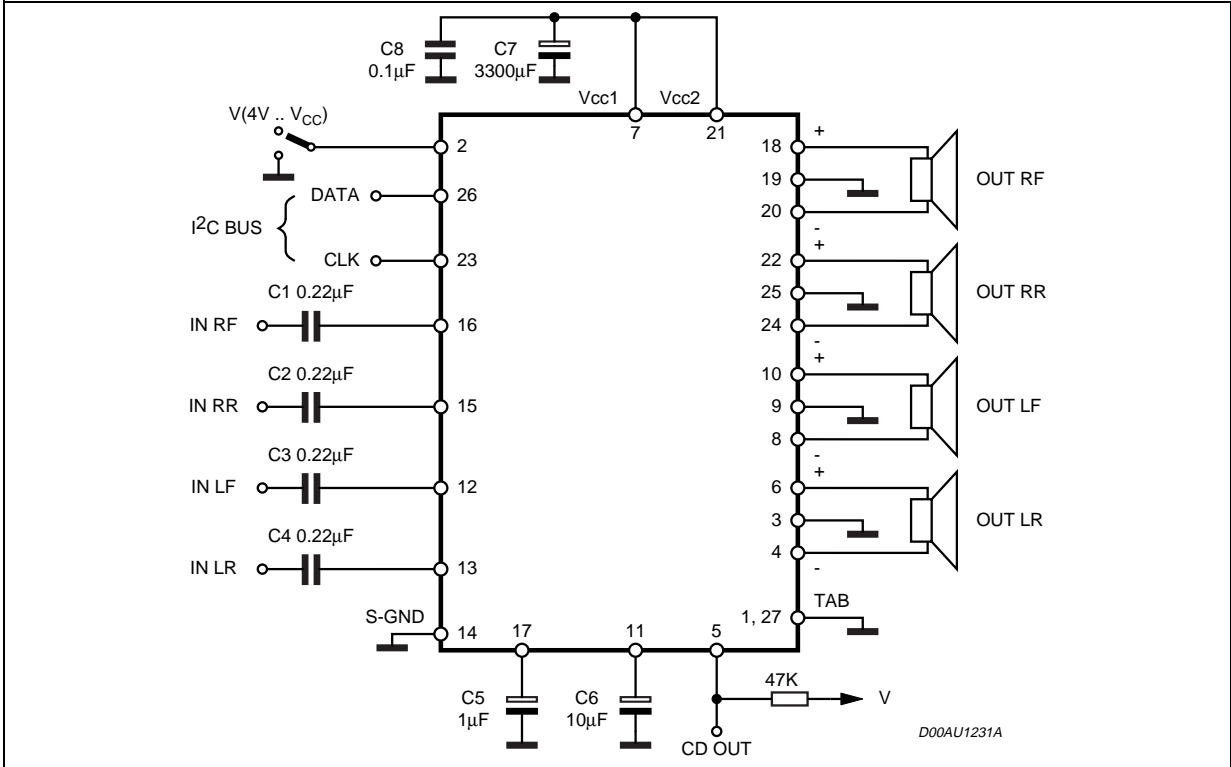 C8
0.1μF
C7
3300μF
Vcc1
Vcc2
7
21
V(4V .. VCC)
2
I2C BUS
DATA
26
CLK
23
C1 0.22μF
IN RF
16
C2 0.22μF
IN RR
15
C3 0.22μF
IN LF
12
C4 0.22μF
IN LR
13
S-GND
14
17
11
5
C5
1μF
C6
10μF
CD OUT
47K
V
18
+
19
20
-
OUT RF
+
22
25
24
-
OUT RR
+
10
9
8
-
OUT LF
+
6
3
4
-
OUT LR
1, 27
TAB
D00AU1231A